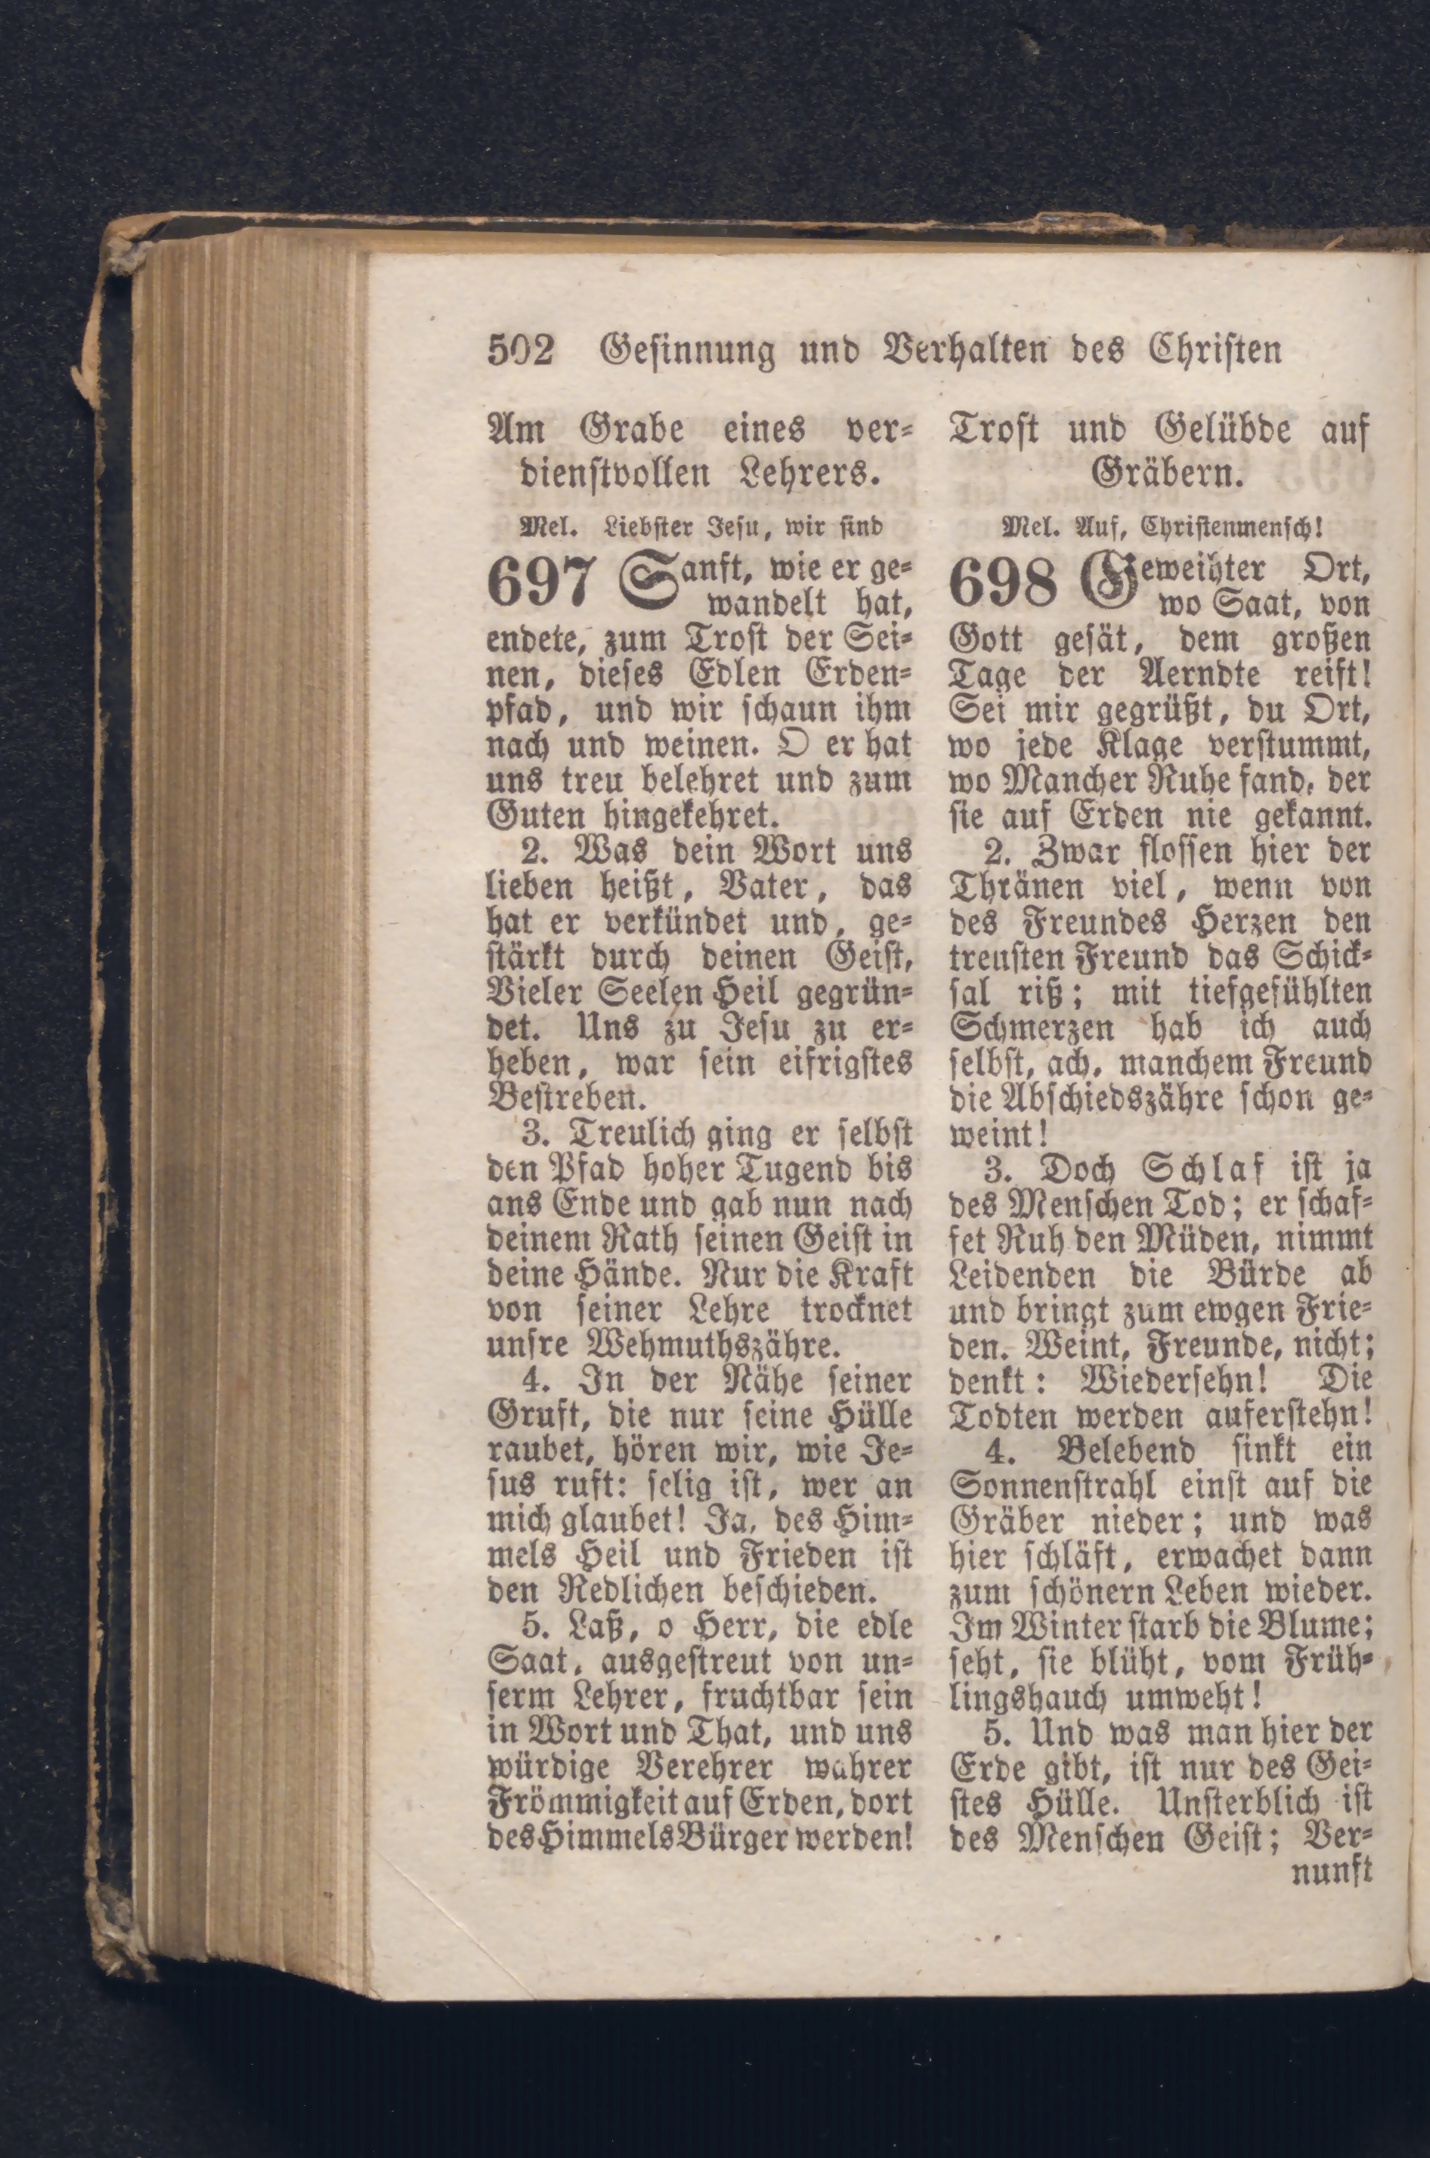 502 Gesinnung und Verhalten des Christen
Am Grabe eines ver-
dienstvollen Lehrers.
Mel. Liebster Jesu, wir sind
697 Sanft, wie er ge-
wandelt hat,
endete, zum Trost der Sei-
nen, dieses Edlen Erden-
pfad, und wir schaun ihm
nach und weinen. O er hat
uns treu belehret und zum
Guten hingekehret.
2. Was dein Wort uns
lieben heißt, Vater, das
hat er verkündet und, ge-
stärkt durch deinen Geist,
Vieler Seelen Heil gegrün-
det. Uns zu Jesu zu er-
heben, war sein eifrigstes
Bestreben.
3. Treulich ging er selbst
den Pfad hoher Tugend bis
ans Ende und gab nun nach
deinem Rath seinen Geist in
deine Hände. Nur die Kraft
von seiner Lehre trocknet
unsre Wehmuthszähre.
4. In der Nähe seiner
Gruft, die nur seine Hülle
raubet, hören wir, wie Je-
sus ruft: selig ist, wer an
mich glaubet! Ja, des Him-
mels Heil und Frieden ist
den Redlichen beschieden.
5. Laß, o Herr, die edle
Saat, ausgestreut von un-
serm Lehrer, fruchtbar sein
in Wort und That, und uns
würdige Verehrer wahrer
Frömmigkeit auf Erden, dort
des Himmels Bürger werden!
Trost und Gelübde auf
Gräbern.
Mel. Auf, Christenmensch!
698 Geweihter Ort,
wo Saat, von
Gott gesät, dem großen
Tage der Aerndte reift!
Sei mir gegrüßt, du Ort,
wo jede Klage verstummt,
wo Mancher Ruhe fand, der
sie auf Erden nie gekannt.
2. Zwar flossen hier der
Thränen viel, wenn von
des Freundes Herzen den
treusten Freund das Schick-
sal riß; mit tiefgefühlten
Schmerzen hab ich auch
selbst, ach, manchem Freund
die Abschiedszähre schon ge-
weint!
3. Doch Schlaf ist ja
des Menschen Tod; er schaf-
fet Ruh den Müden, nimmt
Leidenden die Bürde ab
und bringt zum ewgen Frie-
den. Weint, Freunde, nicht;
denkt: Wiedersehn! Die
Todten werden auferstehn!
4. Belebend sinkt ein
Sonnenstrahl einst auf die
Gräber nieder; und was
hier schläft, erwachet dann
zum schönern Leben wieder.
Im Winter starb die Blume;
seht, sie blüht, vom Früh-
lingshauch umweht!
5. Und was man hier der
Erde gibt, ist nur des Gei-
stes Hülle. Unsterblich ist
des Menschen Geist; Ver-
nunft